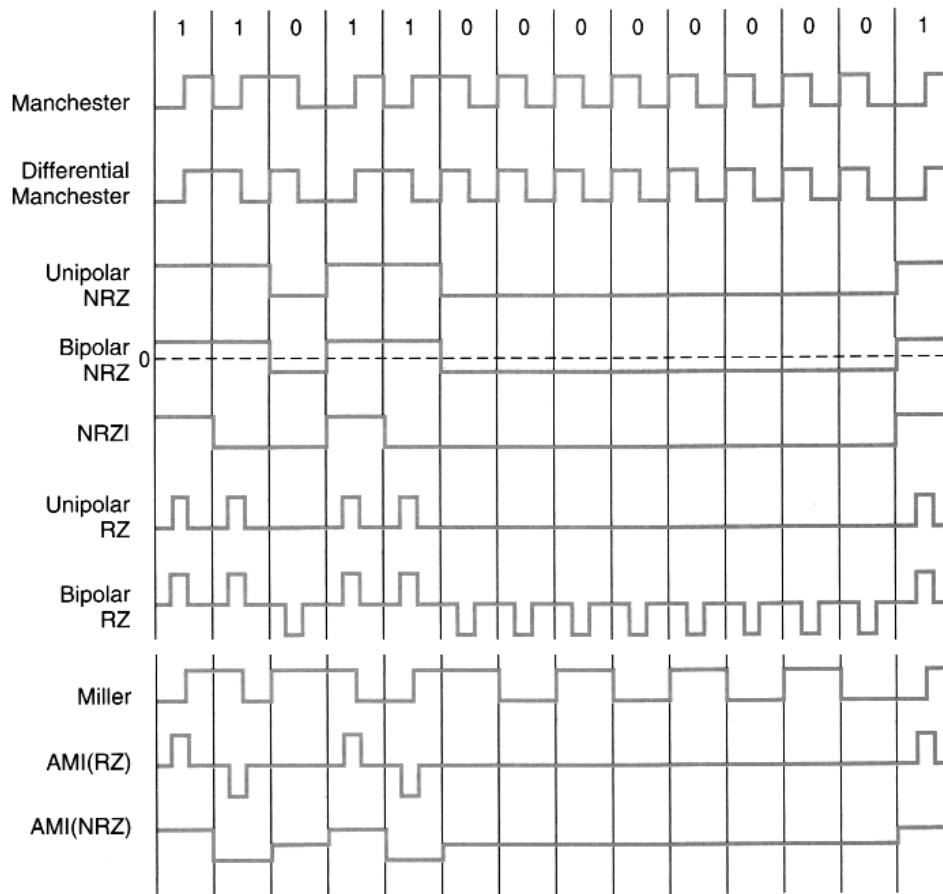 1 1 0 1 1 0 0 0 0 0 0 0 0 1
Manchester
Differential
Manchester
Unipolar
NRZ
Bipolar
0
NRZ
NRZI
Unipolar
RZ
Bipolar
RZ
Miller
AMI(RZ)
AMI(NRZ)